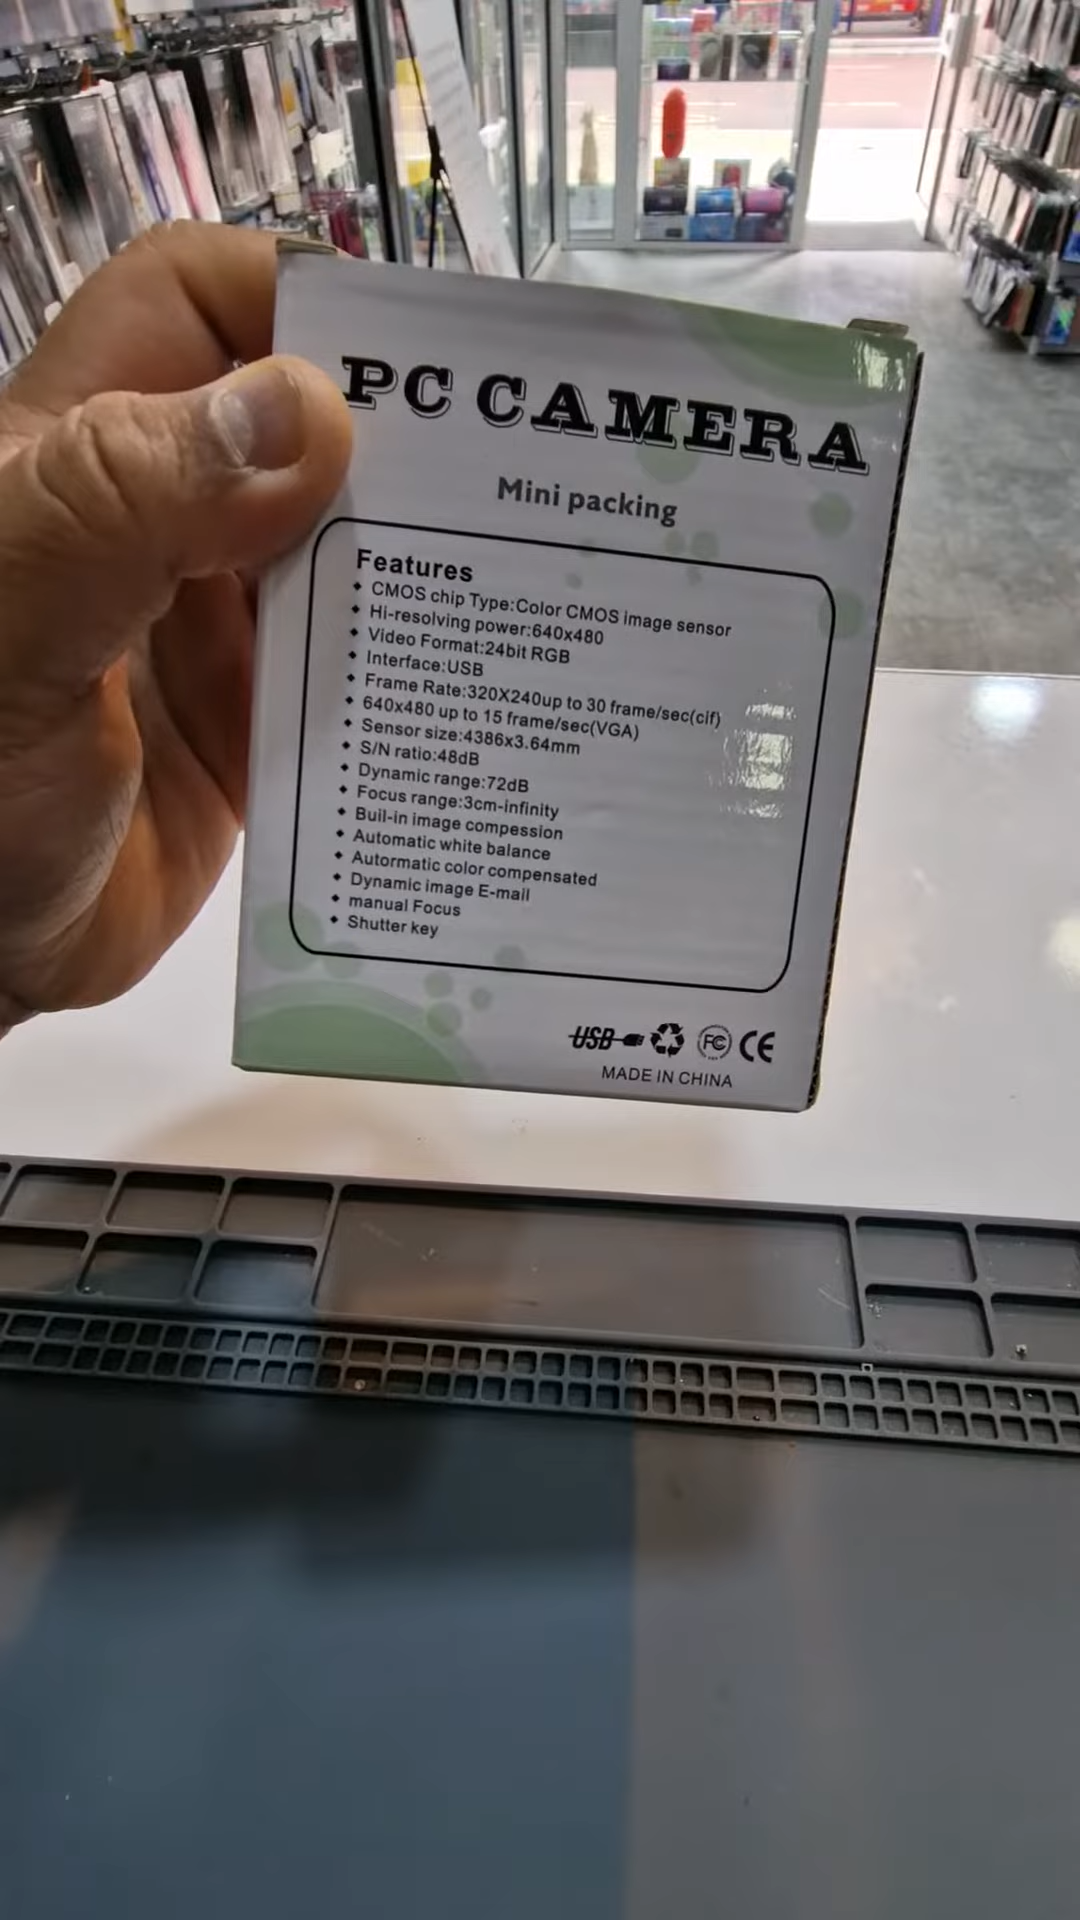 PC CAMERA
Mini packing
Features
CMOS chip Type:Color CMOS image sensor
Hi-resolving power:640x480
Video Format:24bit RGB
Interface:USB
Frame Rate:320X240up to 30 frame/sec(cif)
640x480 up to 15 frame/sec(VGA)
Sensor size:4386x3.64mm
S/N ratio:48dB
Dynamic range:72dB
Focus range:3cm-infinity
Buil-in image compession
Automatic white balance
Autormatic color compensated
Dynamic image E-mail
manual Focus
Shutter key
USB FC CE
MADE IN CHINA